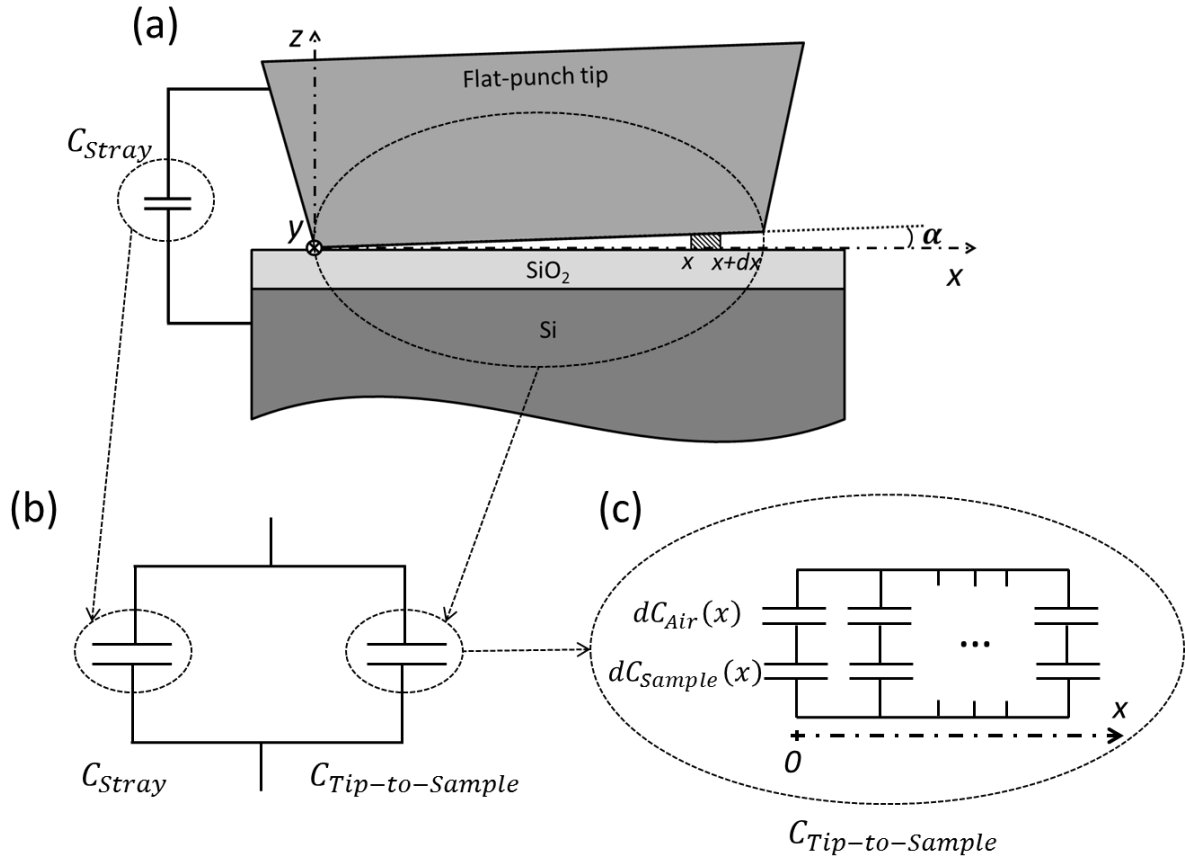 (a)
z
Flat-punch tip
C_Stray
y
α
x
x+dx
x
SiO₂
Si
(b)
(c)
dC_Air(x)
...
dC_Sample(x)
x
0
C_Stray
C_Tip-to-Sample
C_Tip-to-Sample